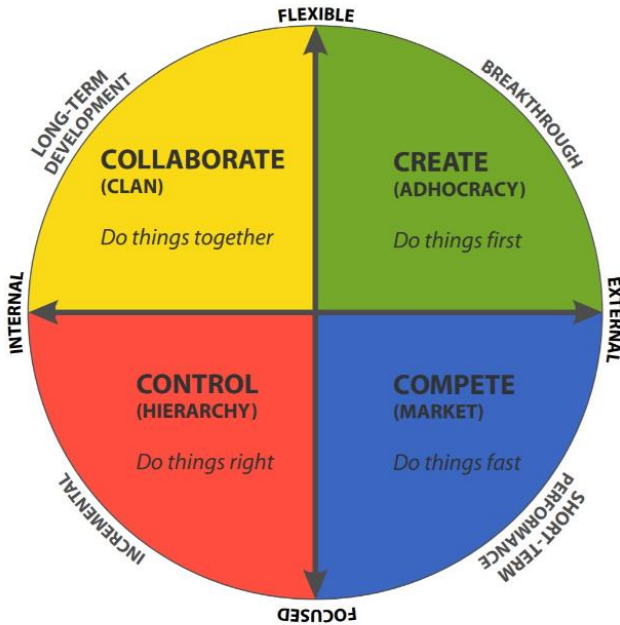 FLEXIBLE
LONG-TERM
DEVELOPMENT
BREAKTHROUGH
COLLABORATE
(CLAN)
Do things together
CREATE
(ADHOCRACY)
Do things first
INTERNAL
EXTERNAL
CONTROL
(HIERARCHY)
Do things right
COMPETE
(MARKET)
Do things fast
INCREMENTAL
SHORT-TERM
PERFORMANCE
FOCUSED